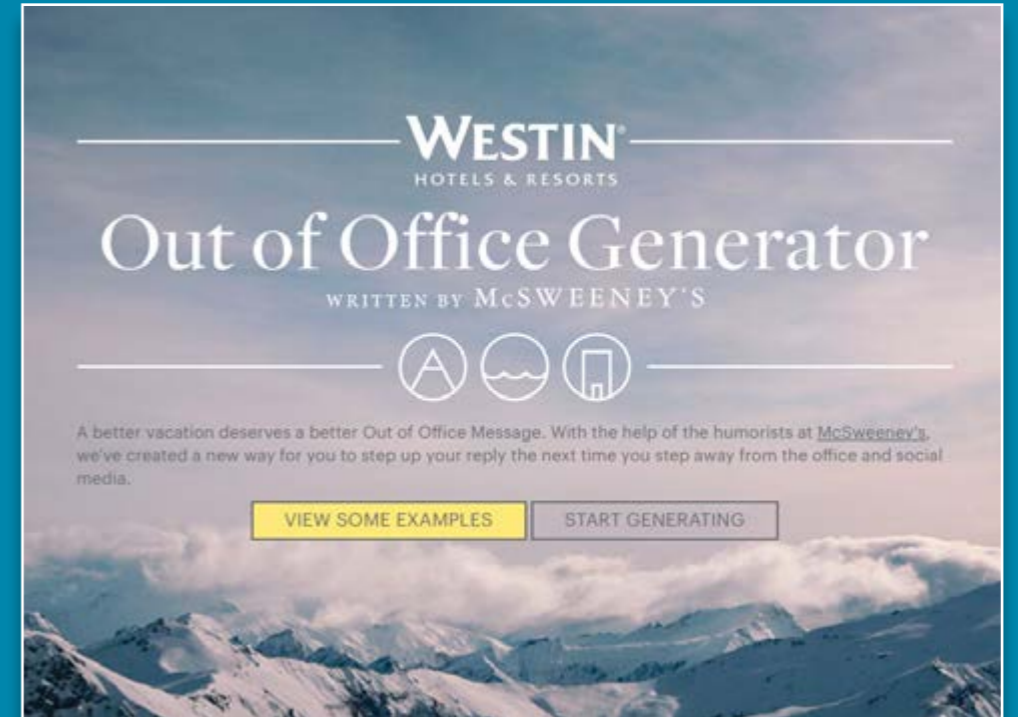 WESTIN®
HOTELS & RESORTS
Out of Office Generator
WRITTEN BY McSWEENEY'S
A better vacation deserves a better Out of Office Message. With the help of the humorists at McSweeney's,
we've created a new way for you to step up your reply the next time you step away from the office and social
media.
VIEW SOME EXAMPLES
START GENERATING